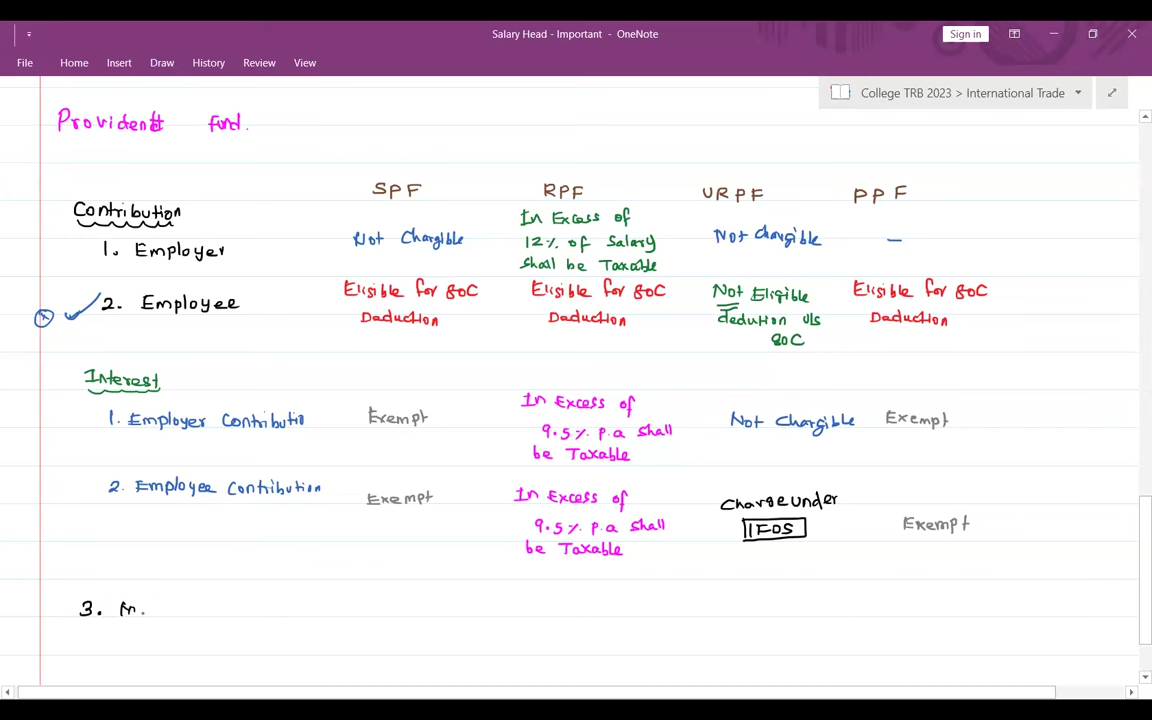 Salary Head - Important - OneNote
Sign in
File Home Insert Draw History Review View
College TRB 2023 > International Trade
Provident Fund.
SPF RPF URPF PPF
Contribution
1. Employer
Not Chargible
In Excess of
12% of Salary
shall be Taxable
Not Chargible
–
2. Employee
Eligible for 80C
Deduction
Eligible for 80C
Deduction
Not Eligible
deduction u/s
80C
Eligible for 80C
Deduction
Interest
1. Employer Contributio
Exempt
In Excess of
9.5% p.a shall
be Taxable
Not Chargible
Exempt
2. Employee Contribution
Exempt
In Excess of
9.5% p.a shall
be Taxable
Charge under
IFOS
Exempt
3.